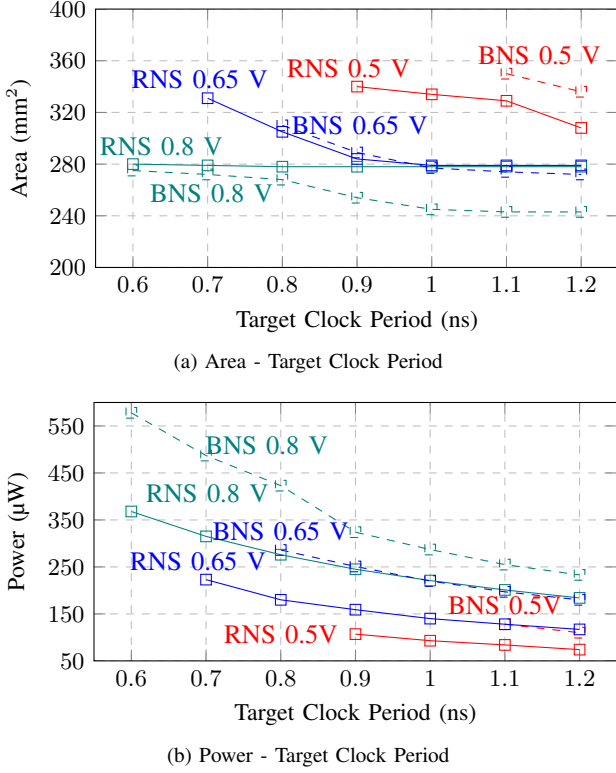 360
320
280
240
200
Area (mm²)
RNS 0.65 V
RNS 0.5 V
BNS 0.5 V
BNS 0.65 V
RNS 0.8 V
BNS 0.8 V
0.6 0.7 0.8 0.9 1 1.1 1.2
Target Clock Period (ns)
(a) Area - Target Clock Period
550
450
350
250
150
50
Power (µW)
BNS 0.8 V
RNS 0.8 V
BNS 0.65 V
RNS 0.65 V
BNS 0.5V
RNS 0.5V
0.6 0.7 0.8 0.9 1 1.1 1.2
Target Clock Period (ns)
(b) Power - Target Clock Period